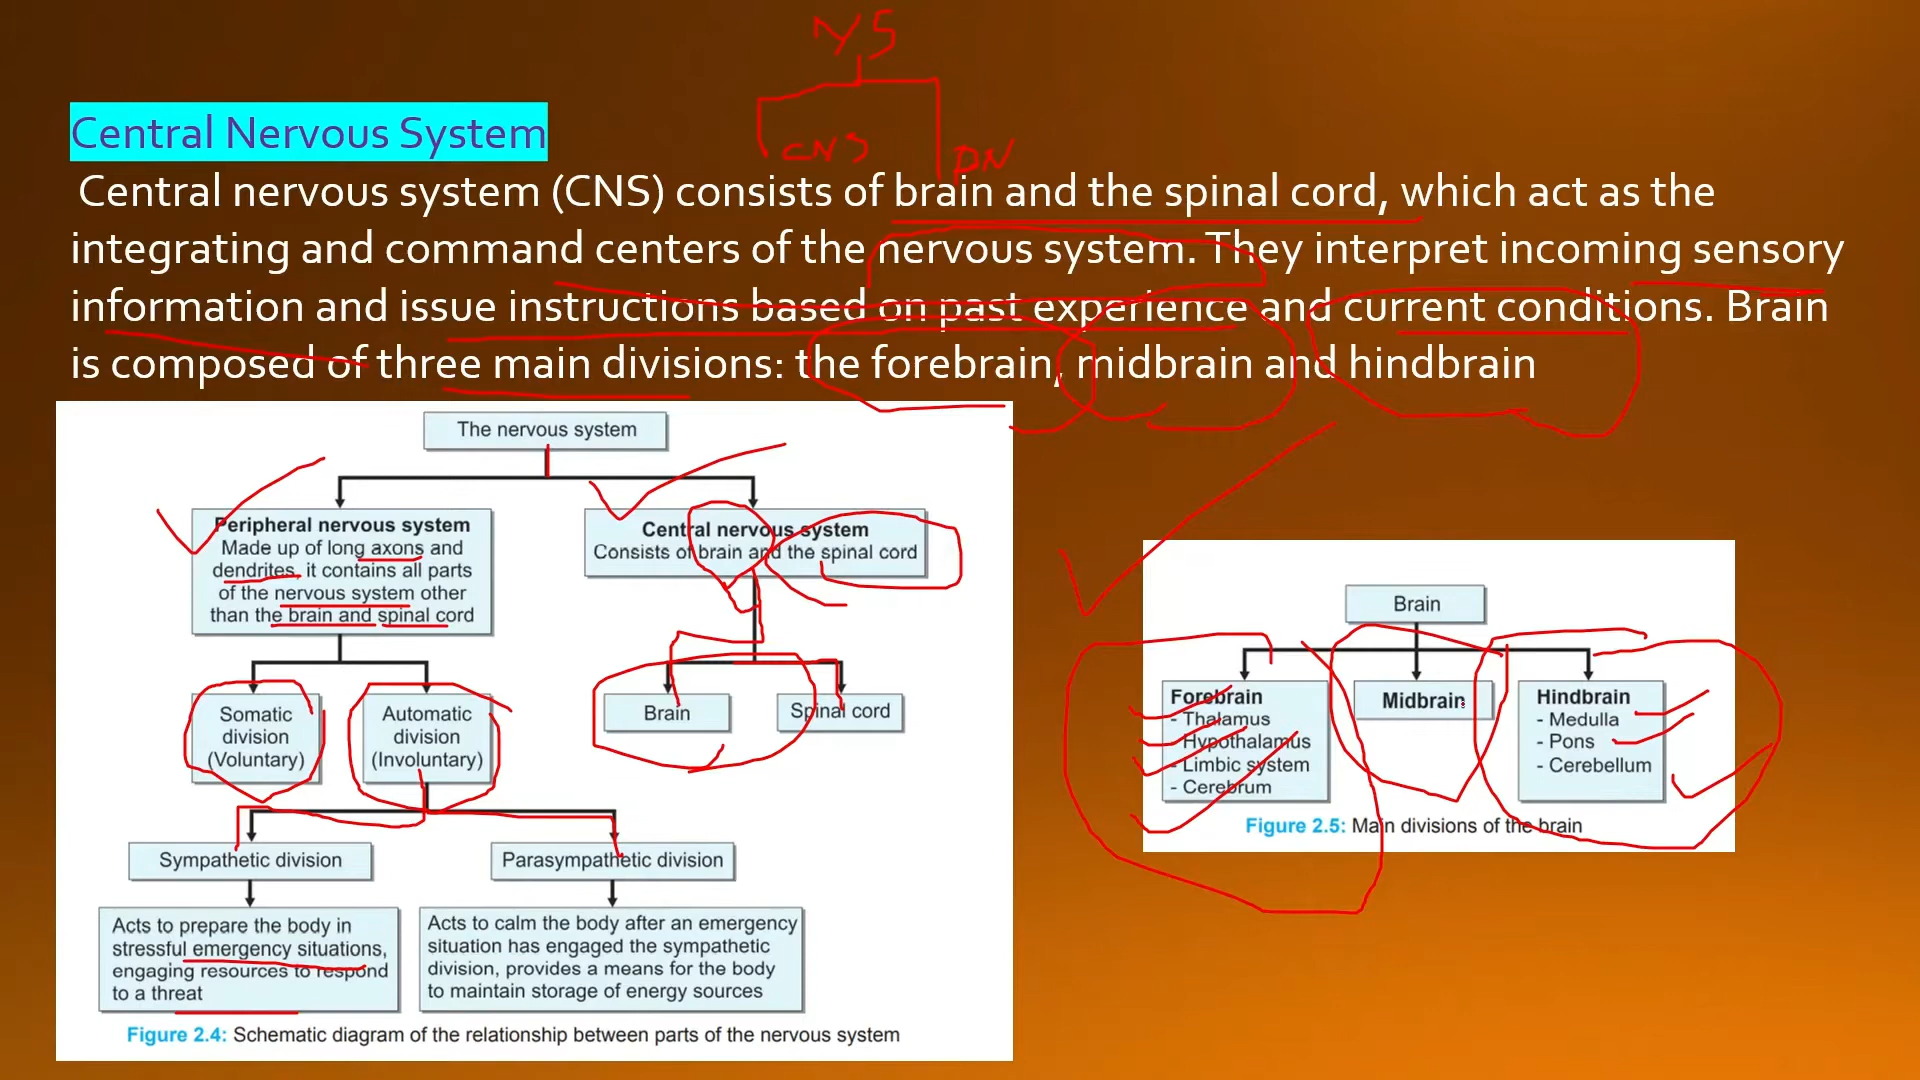 NS
CNS
PN
Central Nervous System
Central nervous system (CNS) consists of brain and the spinal cord, which act as the
integrating and command centers of the nervous system. They interpret incoming sensory
information and issue instructions based on past experience and current conditions. Brain
is composed of three main divisions: the forebrain, midbrain and hindbrain
The nervous system
Peripheral nervous system
Made up of long axons and
dendrites, it contains all parts
of the nervous system other
than the brain and spinal cord
Central nervous system
Consists of brain and the spinal cord
Somatic
division
(Voluntary)
Automatic
division
(Involuntary)
Brain
Spinal cord
Sympathetic division
Parasympathetic division
Acts to prepare the body in
stressful emergency situations,
engaging resources to respond
to a threat
Acts to calm the body after an emergency
situation has engaged the sympathetic
division, provides a means for the body
to maintain storage of energy sources
Figure 2.4: Schematic diagram of the relationship between parts of the nervous system
Brain
Forebrain
- Thalamus
- Hypothalamus
- Limbic system
- Cerebrum
Midbrain
Hindbrain
- Medulla
- Pons
- Cerebellum
Figure 2.5: Main divisions of the brain